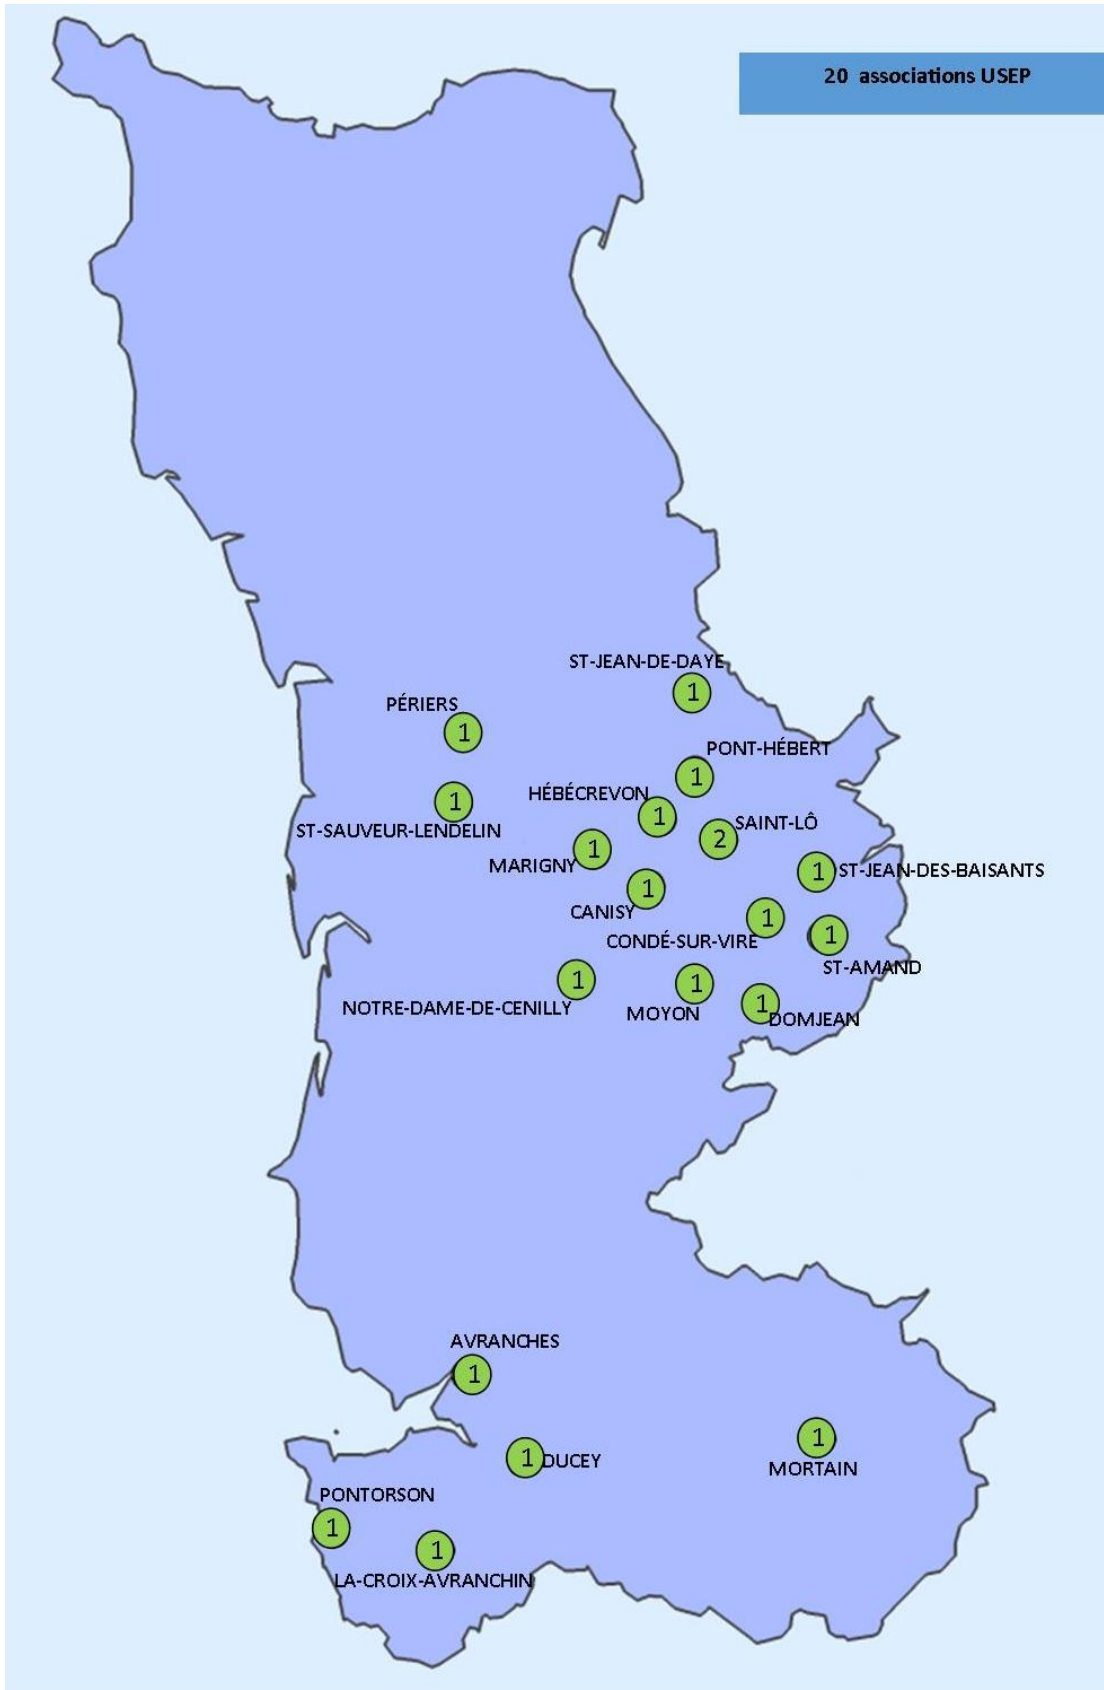 20 associations USEP
ST-JEAN-DE-DAYE
1
PÉRIERS
1
PONT-HÉBERT
1
HÉBÉCREVON
1
ST-SAUVEUR-LENDELIN
1
SAINT-LÔ
2
MARIGNY
1
ST-JEAN-DES-BAISANTS
1
CANISY
1
CONDÉ-SUR-VIRE
1
ST-AMAND
1
NOTRE-DAME-DE-CENILLY
1
MOYON
1
DOMJEAN
1
AVRANCHES
1
DUCEY
1
MORTAIN
1
PONTORSON
1
LA-CROIX-AVRANCHIN
1